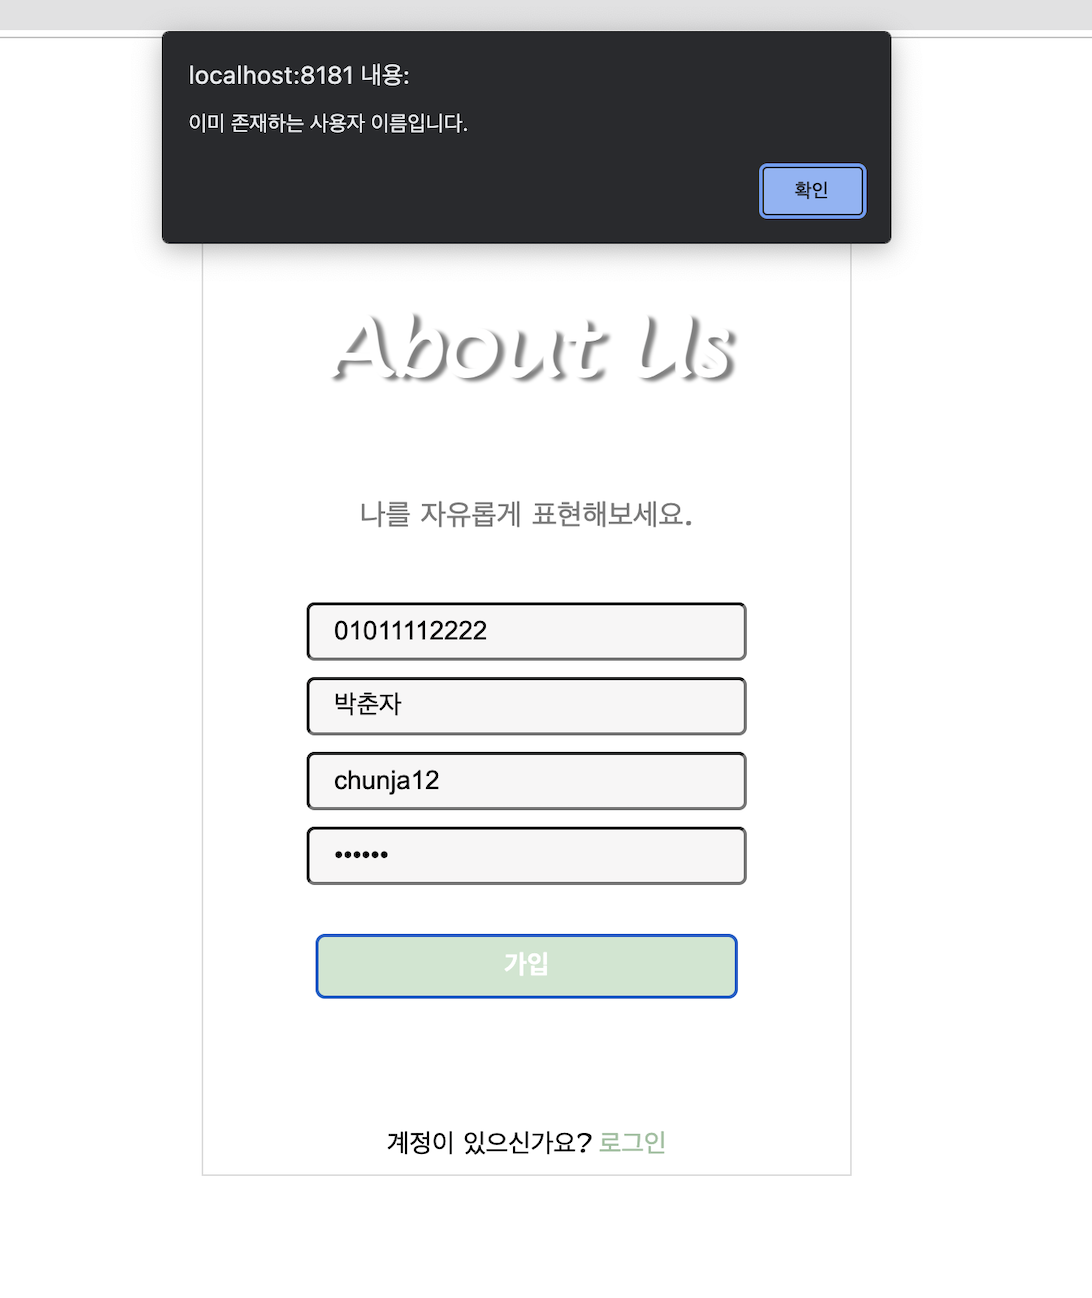 localhost:8181 내용:
이미 존재하는 사용자 이름입니다.
확인
About Us
나를 자유롭게 표현해보세요.
01011112222
박춘자
chunja12
••••••
가입
계정이 있으신가요? 로그인